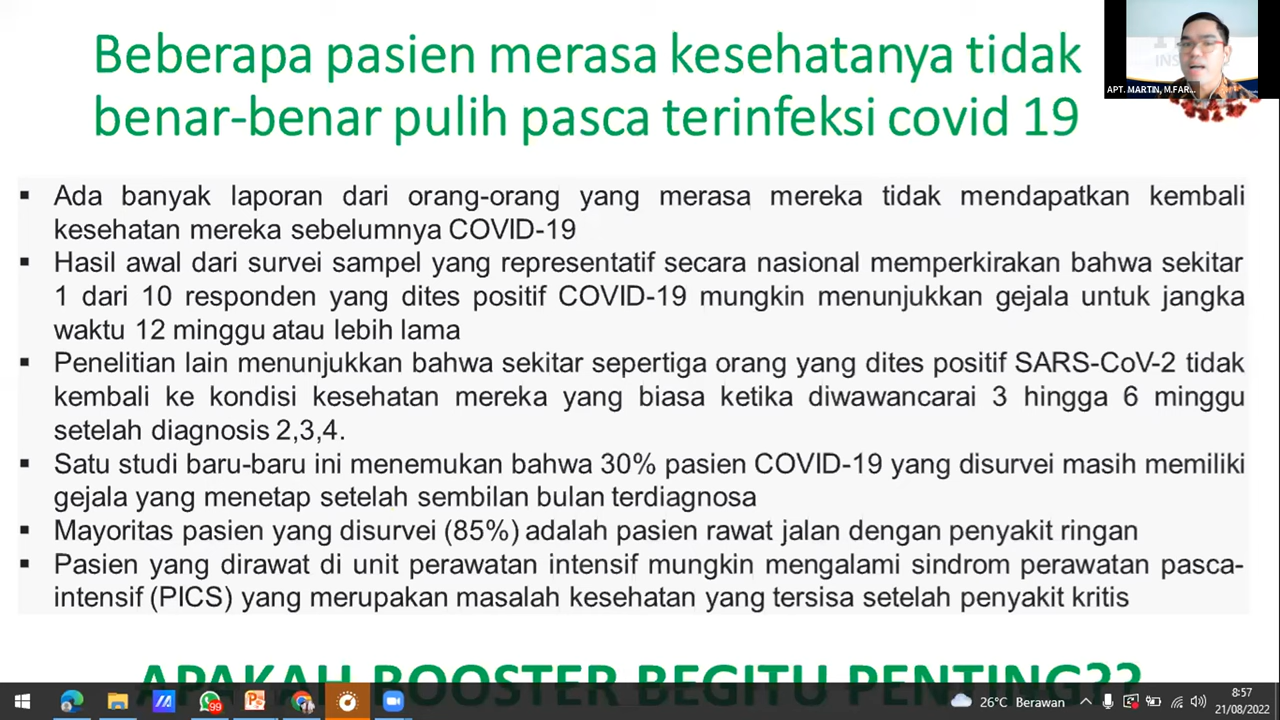 Beberapa pasien merasa kesehatanya tidak
benar-benar pulih pasca terinfeksi covid 19
APT. MARTIN, M.FAR...
▪ Ada banyak laporan dari orang-orang yang merasa mereka tidak mendapatkan kembali
kesehatan mereka sebelumnya COVID-19
▪ Hasil awal dari survei sampel yang representatif secara nasional memperkirakan bahwa sekitar
1 dari 10 responden yang dites positif COVID-19 mungkin menunjukkan gejala untuk jangka
waktu 12 minggu atau lebih lama
▪ Penelitian lain menunjukkan bahwa sekitar sepertiga orang yang dites positif SARS-CoV-2 tidak
kembali ke kondisi kesehatan mereka yang biasa ketika diwawancarai 3 hingga 6 minggu
setelah diagnosis 2,3,4.
▪ Satu studi baru-baru ini menemukan bahwa 30% pasien COVID-19 yang disurvei masih memiliki
gejala yang menetap setelah sembilan bulan terdiagnosa
▪ Mayoritas pasien yang disurvei (85%) adalah pasien rawat jalan dengan penyakit ringan
▪ Pasien yang dirawat di unit perawatan intensif mungkin mengalami sindrom perawatan pasca-
intensif (PICS) yang merupakan masalah kesehatan yang tersisa setelah penyakit kritis
APAKAH BOOSTER BEGITU PENTING??
99
26°C Berawan
8:57
21/08/2022